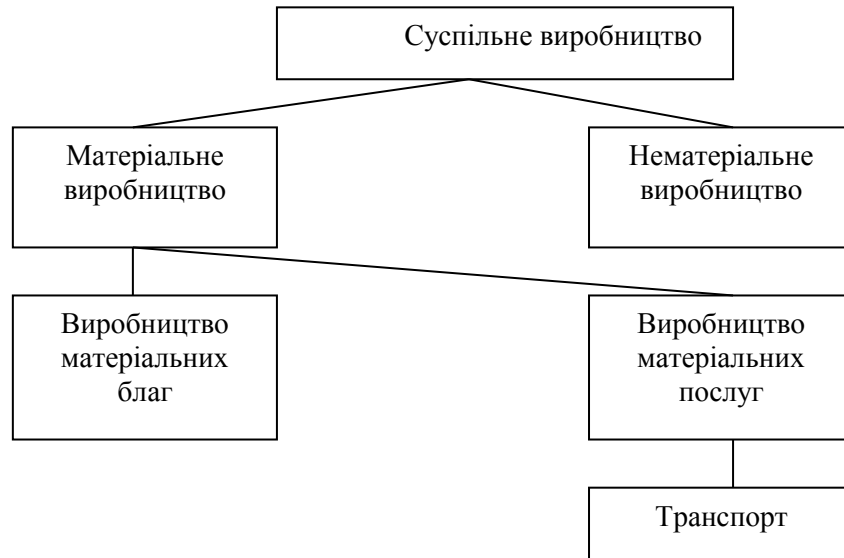 Суспільне виробництво
Матеріальне
виробництво
Нематеріальне
виробництво
Виробництво
матеріальних
благ
Виробництво
матеріальних
послуг
Транспорт